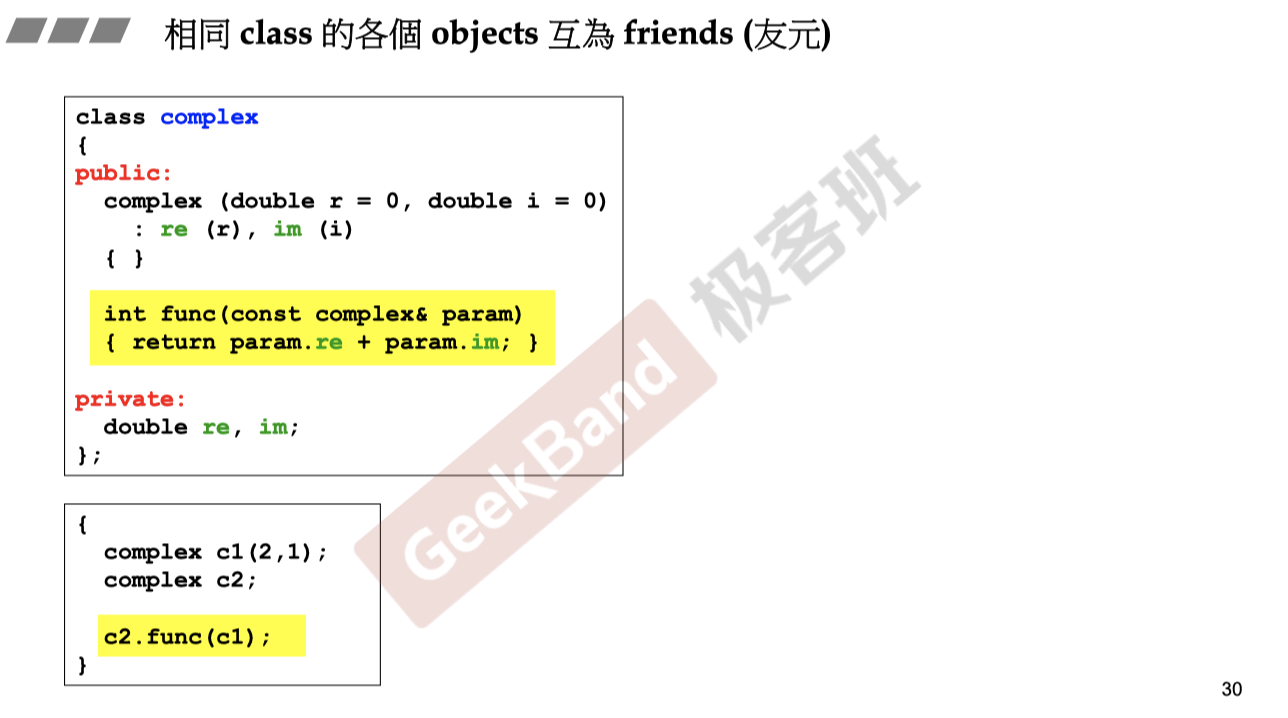 相同 class 的各個 objects 互為 friends (友元)
class complex
{
public:
  complex (double r = 0, double i = 0)
    : re (r), im (i)
  { }
  int func(const complex& param)
  { return param.re + param.im; }
private:
  double re, im;
};
{
  complex c1(2,1);
  complex c2;
  c2.func(c1);
}
GeekBand 极客班
30